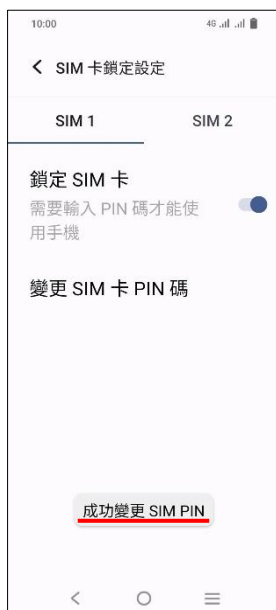 10:00 4G
SIM 卡鎖定設定
SIM 1 SIM 2
鎖定 SIM 卡
需要輸入 PIN 碼才能使
用手機
變更 SIM 卡 PIN 碼
成功變更 SIM PIN